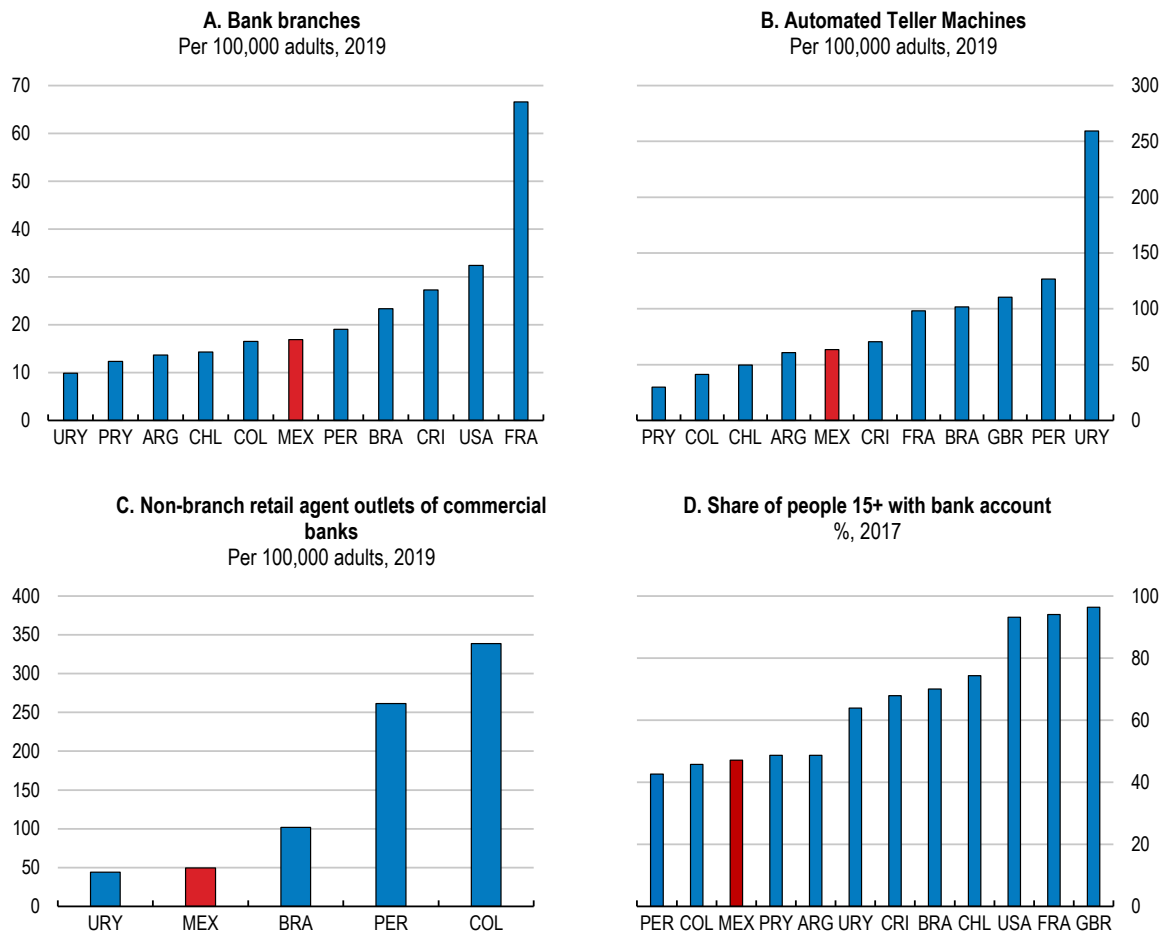 A. Bank branches
Per 100,000 adults, 2019
70
60
50
40
30
20
10
0
URY PRY ARG CHL COL MEX PER BRA CRI USA FRA
B. Automated Teller Machines
Per 100,000 adults, 2019
300
250
200
150
100
50
0
PRY COL CHL ARG MEX CRI FRA BRA GBR PER URY
C. Non-branch retail agent outlets of commercial
banks
Per 100,000 adults, 2019
400
350
300
250
200
150
100
50
0
URY MEX BRA PER COL
D. Share of people 15+ with bank account
%, 2017
100
80
60
40
20
0
PER COL MEX PRY ARG URY CRI BRA CHL USA FRA GBR